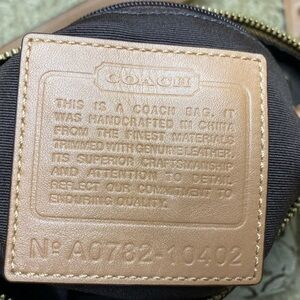 COACH
THIS IS A COACH BAG. IT
WAS HANDCRAFTED IN CHINA
FROM THE FINEST MATERIALS
TRIMMED WITH GENUINE LEATHER.
ITS SUPERIOR CRAFTSMANSHIP
AND ATTENTION TO DETAIL
REFLECT OUR COMMITMENT TO
ENDURING QUALITY.
Nº A0782-10402